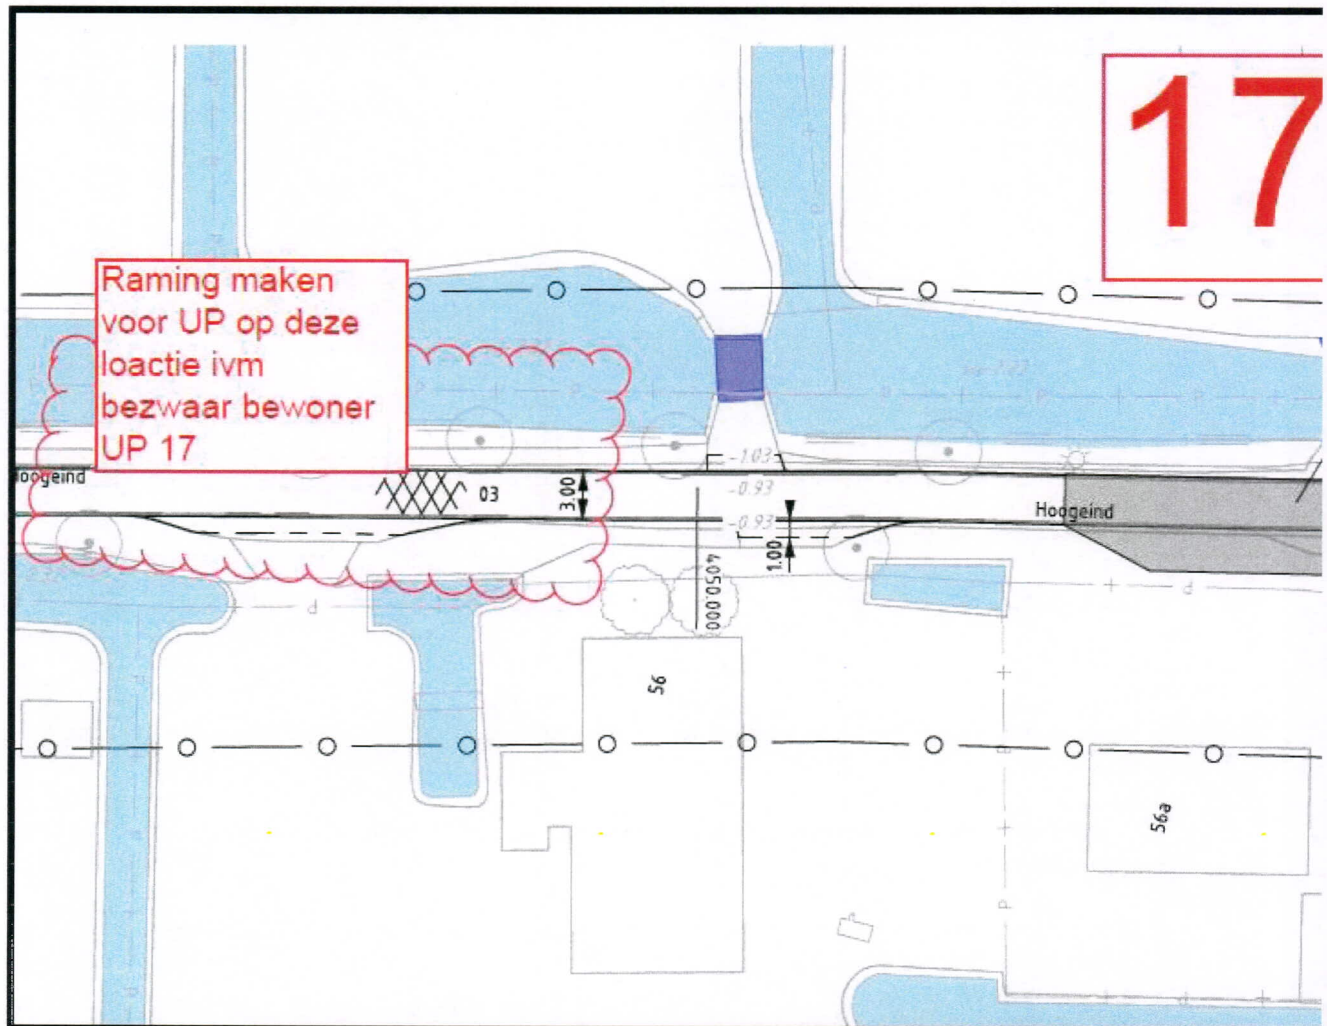 17
Raming maken
voor UP op deze
loactie ivm
bezwaar bewoner
UP 17
Hoogeind
03
3.00
-1.03
-0.93
-0.93
1.00
4050.000
Hoogeind
56
56a